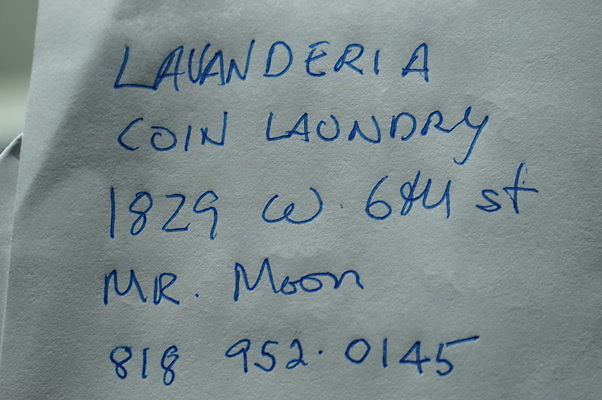 LAVANDERIA
COIN LAUNDRY
1829 W. 6th st
MR. Moon
818 952.0145